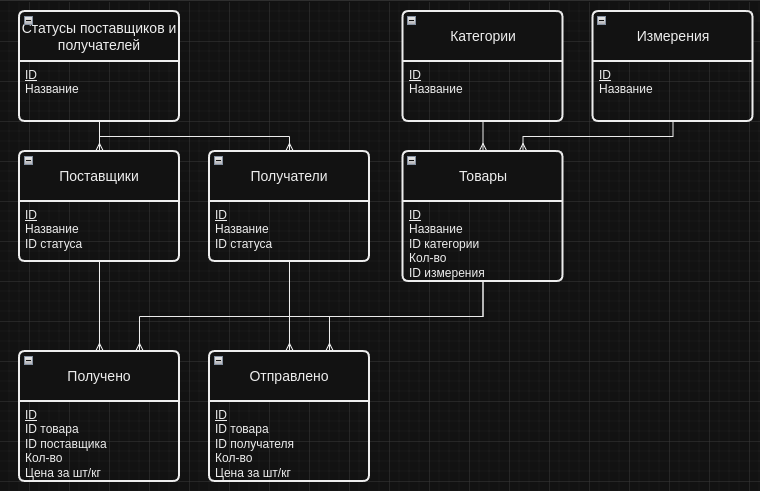 Статусы поставщиков и
получателей
ID
Название
Категории
ID
Название
Измерения
ID
Название
Поставщики
ID
Название
ID статуса
Получатели
ID
Название
ID статуса
Товары
ID
Название
ID категории
Кол-во
ID измерения
Получено
ID
ID товара
ID поставщика
Кол-во
Цена за шт/кг
Отправлено
ID
ID товара
ID получателя
Кол-во
Цена за шт/кг